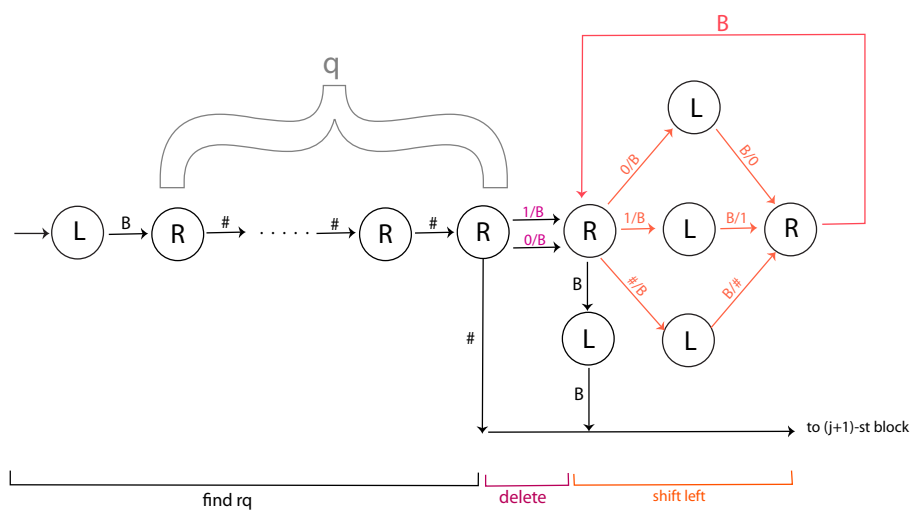 B
q
L
0/B
B/0
L
B
R
#
. . . . .
#
R
#
R
1/B
0/B
R
1/B
L
B/1
R
B
#/B
B/#
#
L
L
B
to (j+1)-st block
find rq
delete
shift left